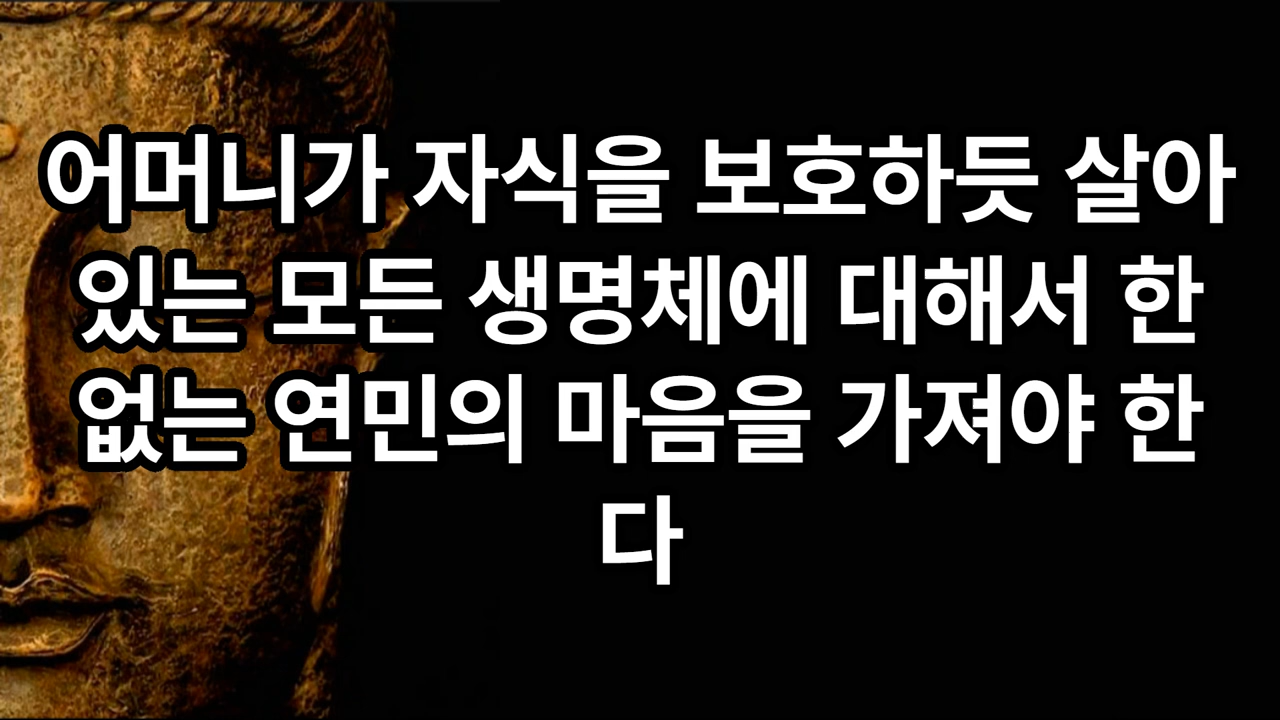 어머니가 자식을 보호하듯 살아
있는 모든 생명체에 대해서 한
없는 연민의 마음을 가져야 한
다